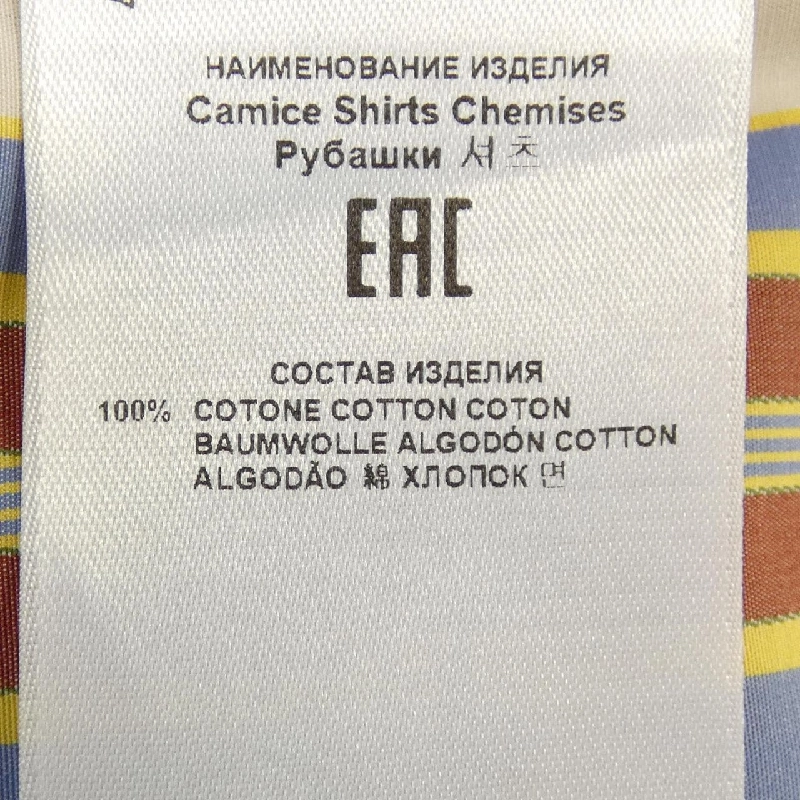 НАИМЕНОВАНИЕ ИЗДЕЛИЯ
Camice Shirts Chemises
Рубашки 셔 츠
EAC
СОСТАВ ИЗДЕЛИЯ
100% COTONE COTTON COTON
BAUMWOLLE ALGODÓN COTTON
ALGODÃO 綿 ХЛОПОК 면